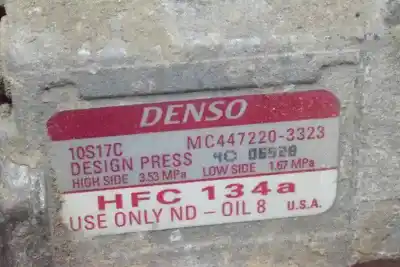 DENSO
10S17C MC447220-3323
DESIGN PRESS 4C 06928
HIGH SIDE 3.53 MPa LOW SIDE 1.67 MPa
HFC 134a
USE ONLY ND-OIL 8 U.S.A.